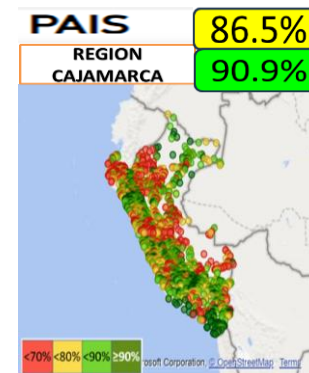 PAIS
86.5%
REGION
CAJAMARCA
90.9%
<70% <80% <90% ≥90%
osoft Corporation, © OpenStreetMap Terms